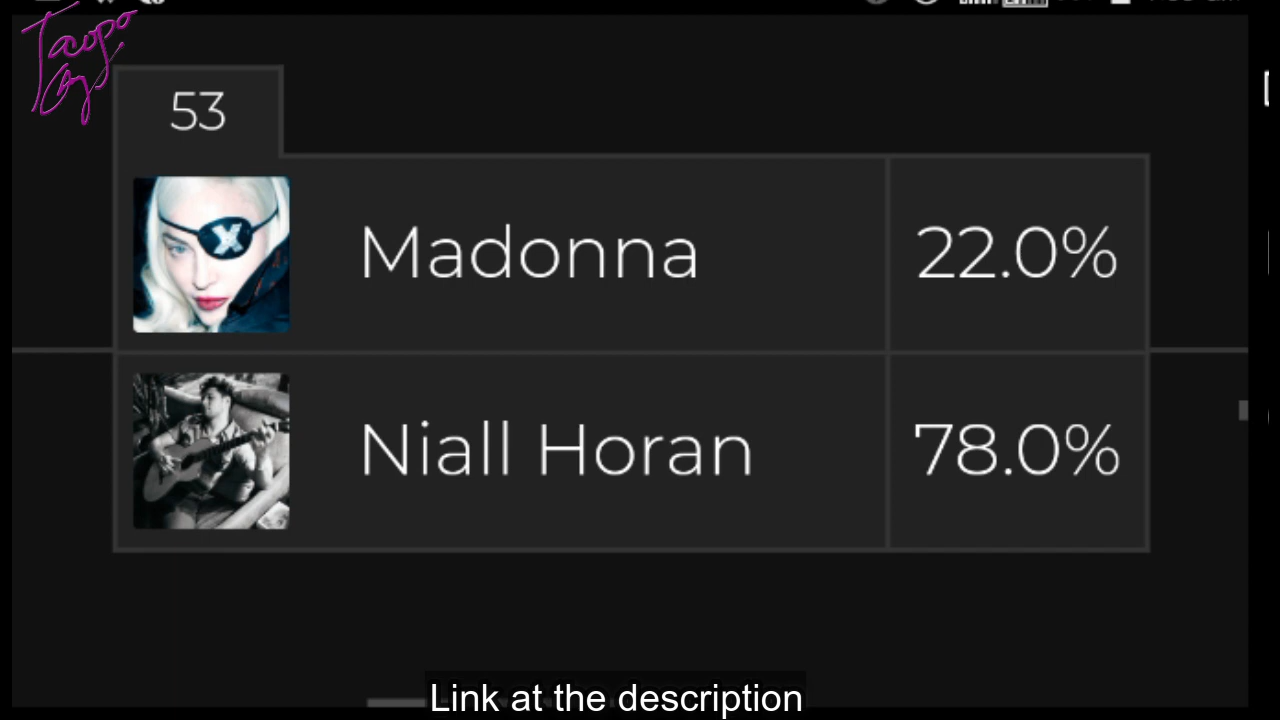 53
Madonna
22.0%
Niall Horan
78.0%
Link at the description